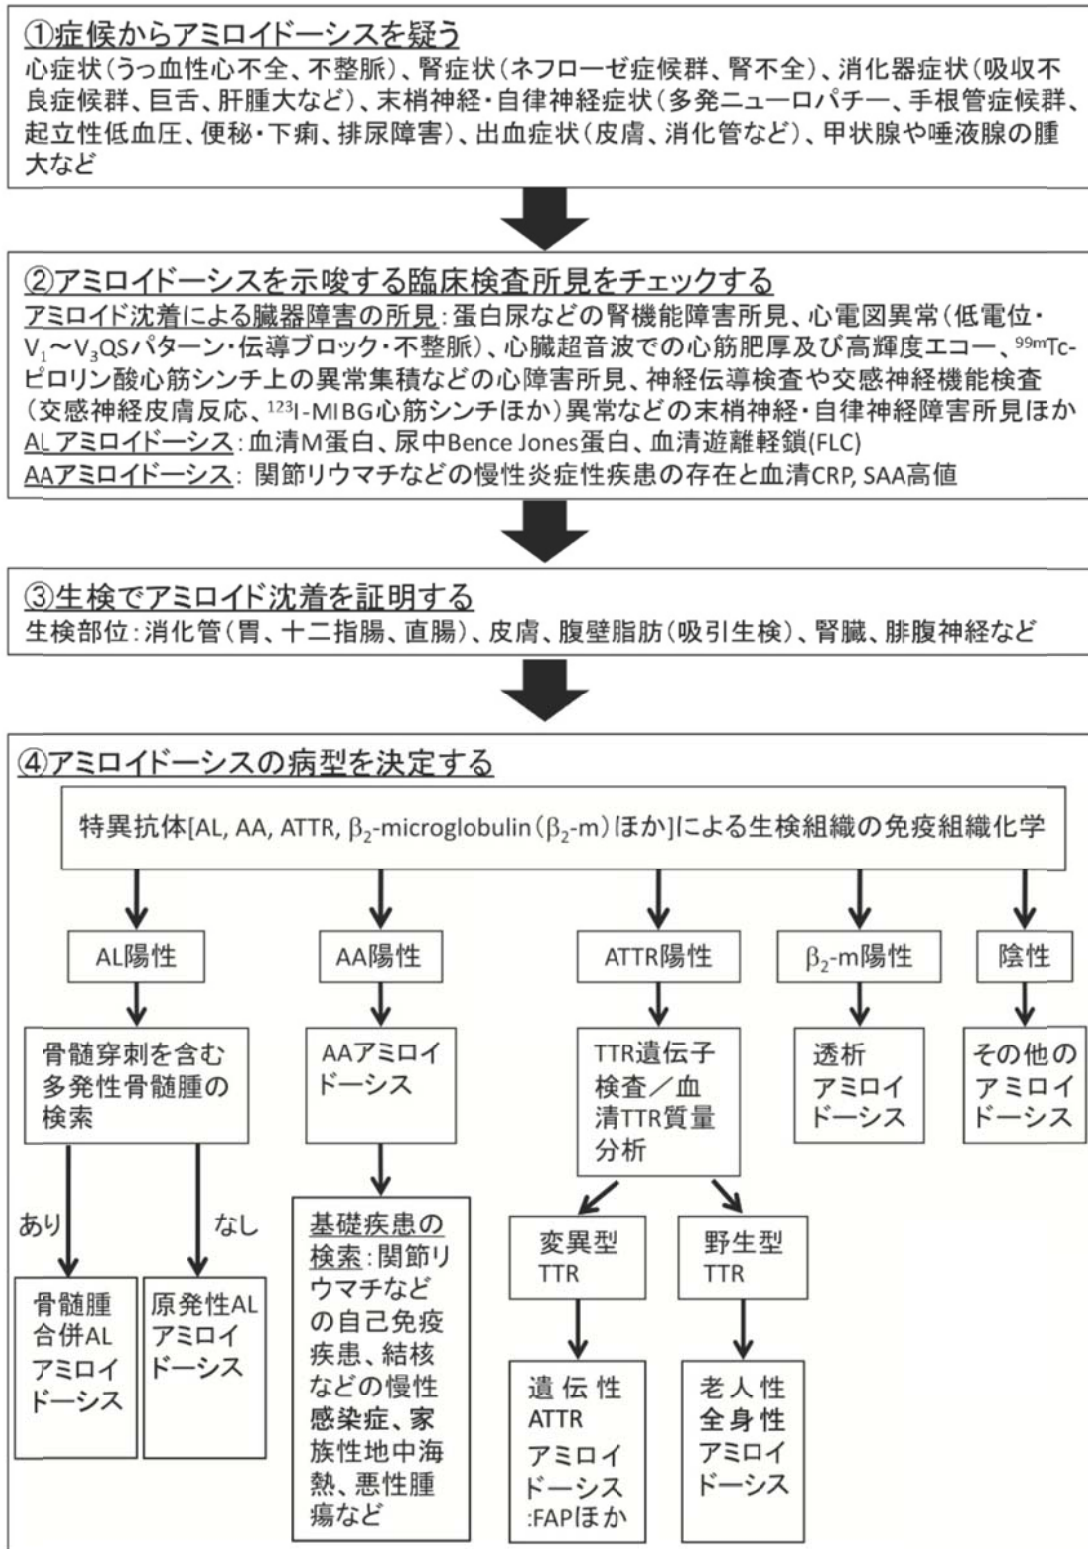 ①症候からアミロイドーシスを疑う
心症状(うっ血性心不全、不整脈)、腎症状(ネフローゼ症候群、腎不全)、消化器症状(吸収不
良症候群、巨舌、肝腫大など)、末梢神経・自律神経症状(多発ニューロパチー、手根管症候群、
起立性低血圧、便秘・下痢、排尿障害)、出血症状(皮膚、消化管など)、甲状腺や唾液腺の腫
大など
②アミロイドーシスを示唆する臨床検査所見をチェックする
アミロイド沈着による臓器障害の所見:蛋白尿などの腎機能障害所見、心電図異常(低電位・
V₁～V₃QSパターン・伝導ブロック・不整脈)、心臓超音波での心筋肥厚及び高輝度エコー、⁹⁹ᵐTc-
ピロリン酸心筋シンチ上の異常集積などの心障害所見、神経伝導検査や交感神経機能検査
(交感神経皮膚反応、¹²³I-MIBG心筋シンチほか)異常などの末梢神経・自律神経障害所見ほか
ALアミロイドーシス:血清M蛋白、尿中Bence Jones蛋白、血清遊離軽鎖(FLC)
AAアミロイドーシス: 関節リウマチなどの慢性炎症性疾患の存在と血清CRP, SAA高値
③生検でアミロイド沈着を証明する
生検部位:消化管(胃、十二指腸、直腸)、皮膚、腹壁脂肪(吸引生検)、腎臓、腓腹神経など
④アミロイドーシスの病型を決定する
特異抗体[AL, AA, ATTR, β₂-microglobulin(β₂-m)ほか]による生検組織の免疫組織化学
AL陽性
AA陽性
ATTR陽性
β₂-m陽性
陰性
骨髄穿刺を含む
多発性骨髄腫の
検索
AAアミロイ
ドーシス
TTR遺伝子
検査／血
清TTR質量
分析
透析
アミロイ
ドーシス
その他の
アミロイ
ドーシス
あり
なし
骨髄腫
合併AL
アミロイ
ドーシス
原発性AL
アミロイ
ドーシス
基礎疾患の
検索:関節リ
ウマチなど
の自己免疫
疾患、結核
などの慢性
感染症、家
族性地中海
熱、悪性腫
瘍など
変異型
TTR
野生型
TTR
遺伝性
ATTR
アミロイ
ドーシス
:FAPほか
老人性
全身性
アミロイ
ドーシス